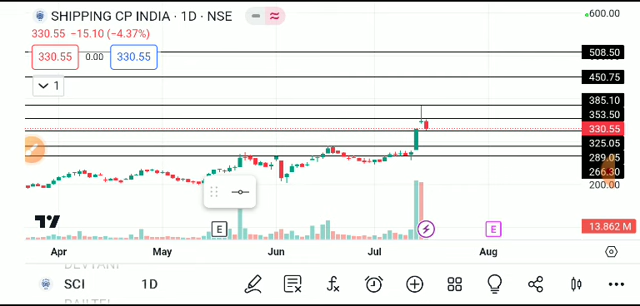 SHIPPING CP INDIA · 1D · NSE
330.55 −15.10 (−4.37%)
330.55 0.00 330.55
1
600.00
508.50
450.75
385.10
353.50
330.55
325.05
289.05
266.30
200.00
13.862 M
E
E
Apr Jun Jul Aug
SCI 1D